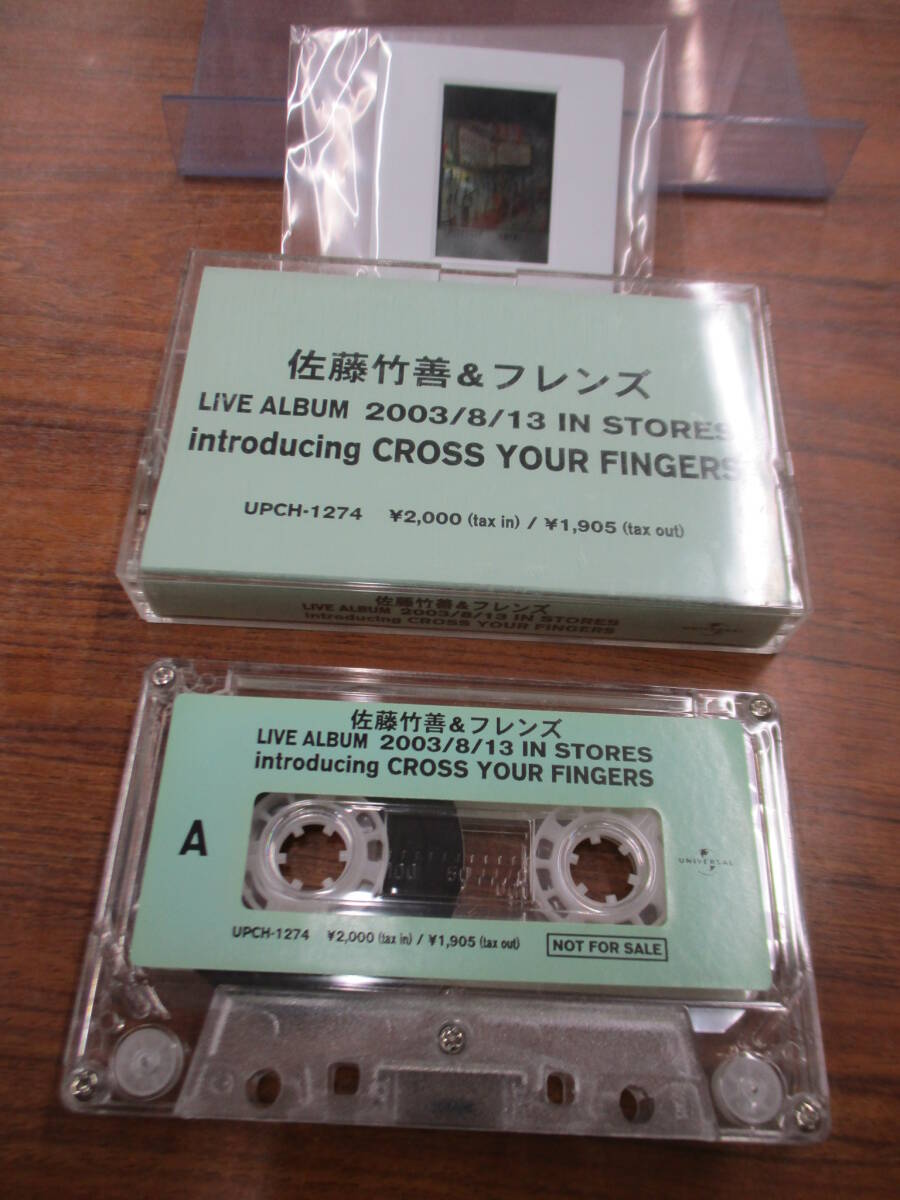 佐藤竹善&フレンズ
LIVE ALBUM 2003/8/13 IN STORES
introducing CROSS YOUR FINGERS
UPCH-1274 ¥2,000 (tax in) / ¥1,905 (tax out)
佐藤竹善&フレンズ
LIVE ALBUM 2003/8/13 IN STORES
introducing CROSS YOUR FINGERS
UNIVERSAL
佐藤竹善&フレンズ
LIVE ALBUM 2003/8/13 IN STORES
introducing CROSS YOUR FINGERS
A
UNIVERSAL
100 50
UPCH-1274 ¥2,000 (tax in) / ¥1,905 (tax out) NOT FOR SALE